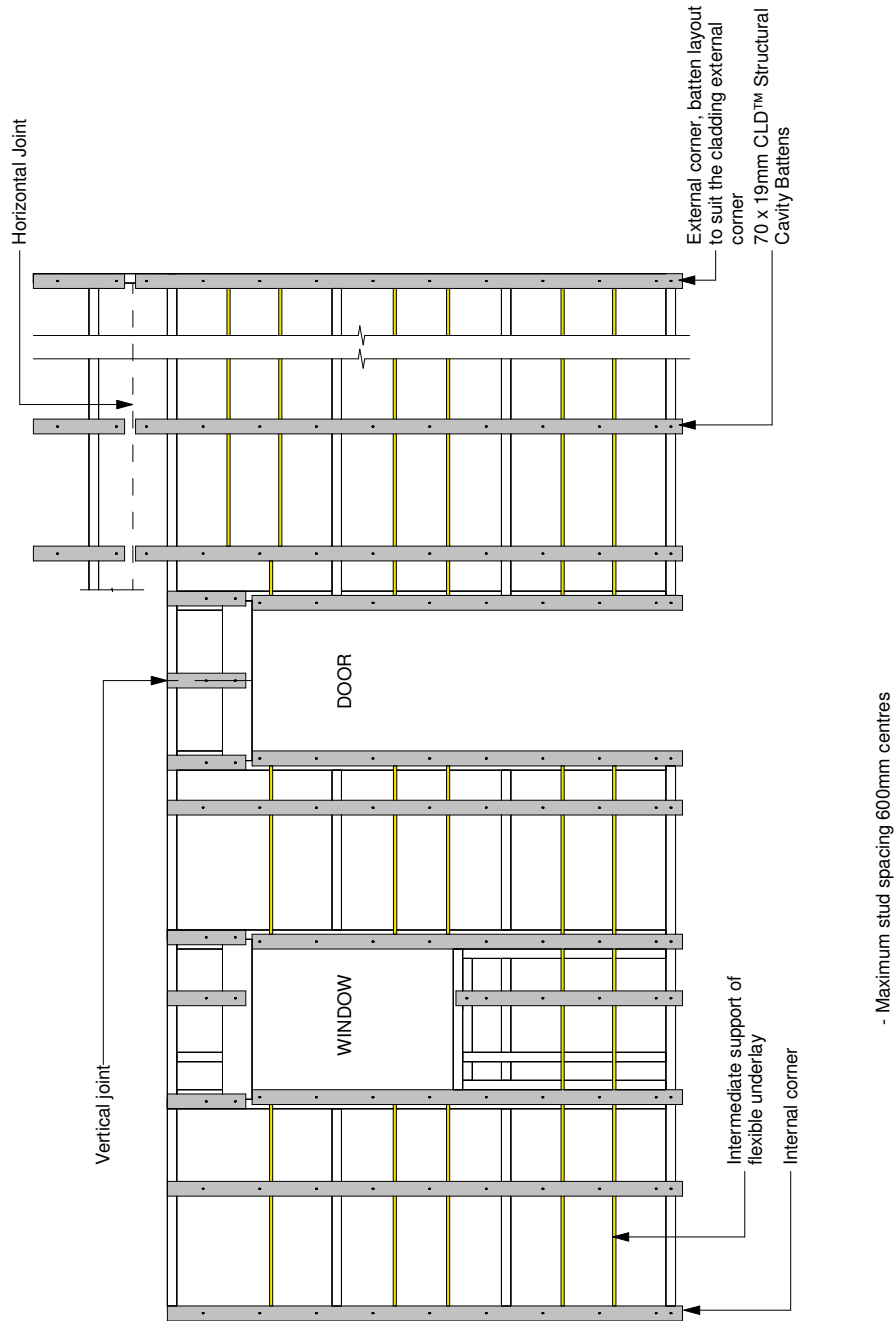 Horizontal Joint
Vertical joint
DOOR
WINDOW
External corner, batten layout
to suit the cladding external
corner
70 x 19mm CLD™ Structural
Cavity Battens
Intermediate support of
flexible underlay
Internal corner
- Maximum stud spacing 600mm centres